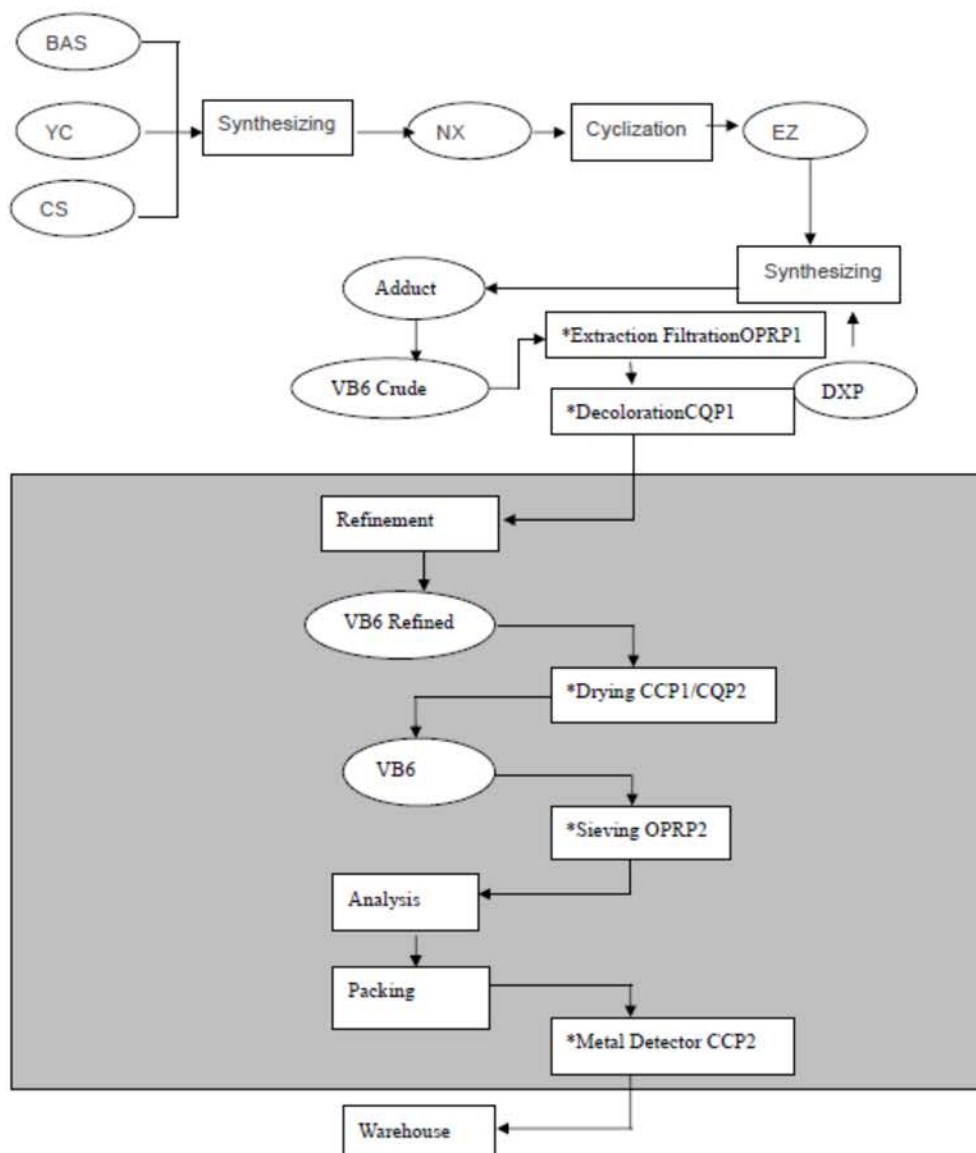 BAS
YC
Synthesizing
NX
Cyclization
EZ
CS
Synthesizing
Adduct
*Extraction FiltrationOPRP1
VB6 Crude
DXP
*DecolorationCQP1
Refinement
VB6 Refined
*Drying CCP1/CQP2
VB6
*Sieving OPRP2
Analysis
Packing
*Metal Detector CCP2
Warehouse